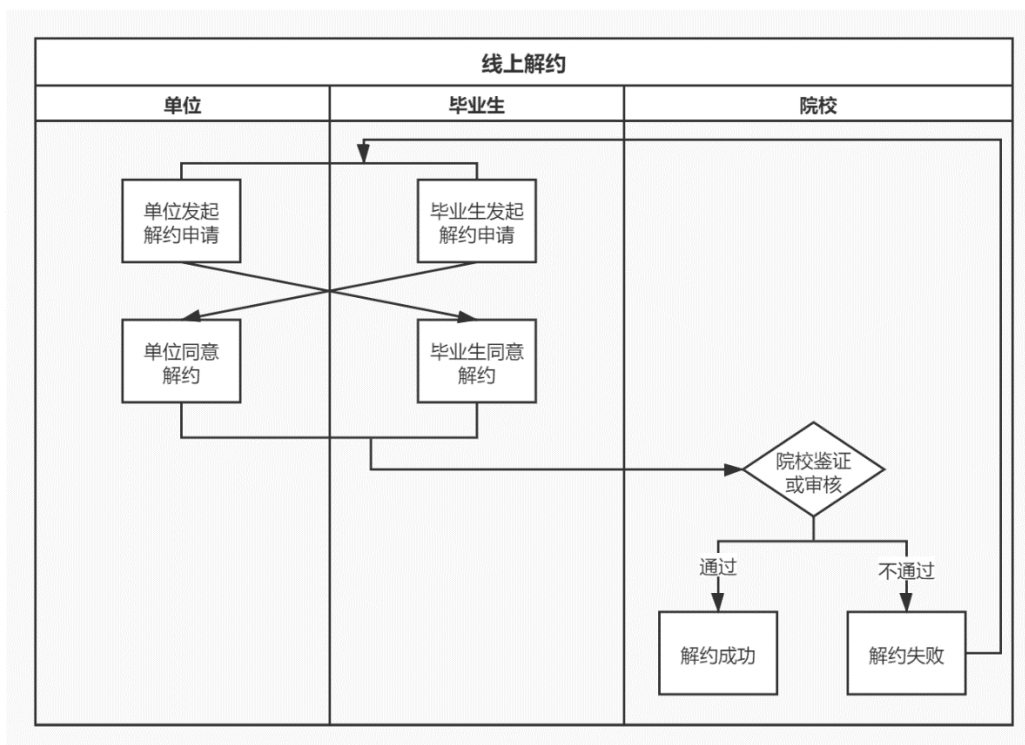 线上解约
单位
毕业生
院校
单位发起
解约申请
毕业生发起
解约申请
单位同意
解约
毕业生同意
解约
院校鉴证
或审核
通过
不通过
解约成功
解约失败